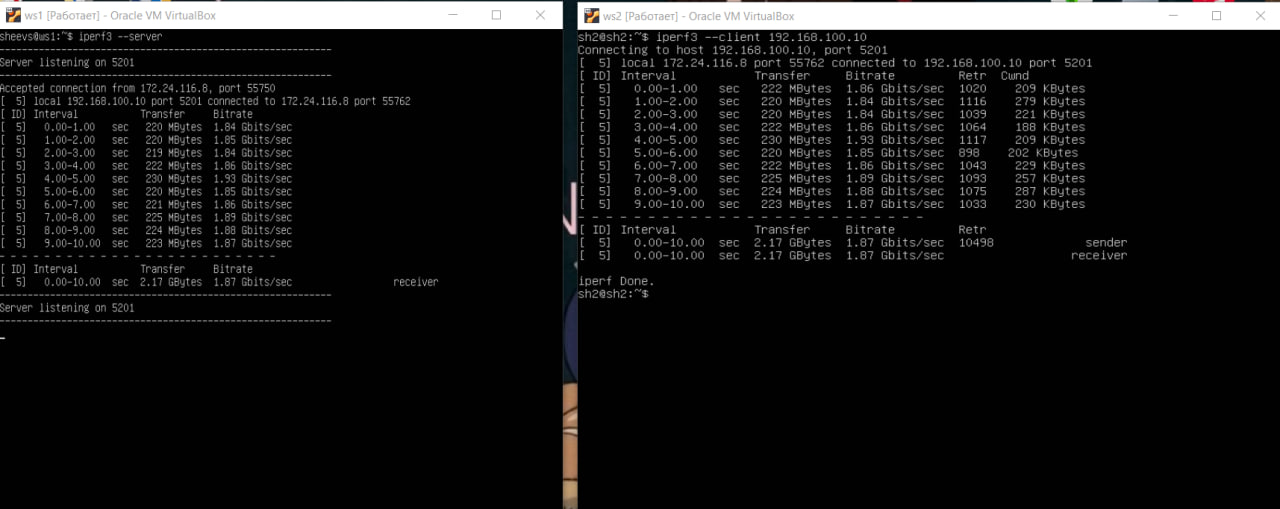 ws1 [Работает] - Oracle VM VirtualBox
sheevs@ws1:~$ iperf3 --server
-----------------------------------------------------------
Server listening on 5201
-----------------------------------------------------------
Accepted connection from 172.24.116.8, port 55750
[  5] local 192.168.100.10 port 5201 connected to 172.24.116.8 port 55762
[ ID] Interval           Transfer     Bitrate
[  5]   0.00-1.00   sec   220 MBytes  1.84 Gbits/sec
[  5]   1.00-2.00   sec   220 MBytes  1.85 Gbits/sec
[  5]   2.00-3.00   sec   219 MBytes  1.84 Gbits/sec
[  5]   3.00-4.00   sec   222 MBytes  1.86 Gbits/sec
[  5]   4.00-5.00   sec   230 MBytes  1.93 Gbits/sec
[  5]   5.00-6.00   sec   220 MBytes  1.85 Gbits/sec
[  5]   6.00-7.00   sec   221 MBytes  1.86 Gbits/sec
[  5]   7.00-8.00   sec   225 MBytes  1.89 Gbits/sec
[  5]   8.00-9.00   sec   224 MBytes  1.88 Gbits/sec
[  5]   9.00-10.00  sec   223 MBytes  1.87 Gbits/sec
- - - - - - - - - - - - - - - - - - - - - - - - -
[ ID] Interval           Transfer     Bitrate
[  5]   0.00-10.00  sec  2.17 GBytes  1.87 Gbits/sec                  receiver
-----------------------------------------------------------
Server listening on 5201
-----------------------------------------------------------
ws2 [Работает] - Oracle VM VirtualBox
sh2@sh2:~$ iperf3 --client 192.168.100.10
Connecting to host 192.168.100.10, port 5201
[  5] local 172.24.116.8 port 55762 connected to 192.168.100.10 port 5201
[ ID] Interval           Transfer     Bitrate         Retr  Cwnd
[  5]   0.00-1.00   sec   222 MBytes  1.86 Gbits/sec  1020    209 KBytes
[  5]   1.00-2.00   sec   220 MBytes  1.84 Gbits/sec  1116    279 KBytes
[  5]   2.00-3.00   sec   220 MBytes  1.84 Gbits/sec  1039    221 KBytes
[  5]   3.00-4.00   sec   222 MBytes  1.86 Gbits/sec  1064    188 KBytes
[  5]   4.00-5.00   sec   230 MBytes  1.93 Gbits/sec  1117    209 KBytes
[  5]   5.00-6.00   sec   220 MBytes  1.85 Gbits/sec  898    202 KBytes
[  5]   6.00-7.00   sec   222 MBytes  1.86 Gbits/sec  1043    229 KBytes
[  5]   7.00-8.00   sec   225 MBytes  1.89 Gbits/sec  1093    257 KBytes
[  5]   8.00-9.00   sec   224 MBytes  1.88 Gbits/sec  1075    287 KBytes
[  5]   9.00-10.00  sec   223 MBytes  1.87 Gbits/sec  1033    230 KBytes
- - - - - - - - - - - - - - - - - - - - - - - - -
[ ID] Interval           Transfer     Bitrate         Retr
[  5]   0.00-10.00  sec  2.17 GBytes  1.87 Gbits/sec  10498             sender
[  5]   0.00-10.00  sec  2.17 GBytes  1.87 Gbits/sec                  receiver
iperf Done.
sh2@sh2:~$